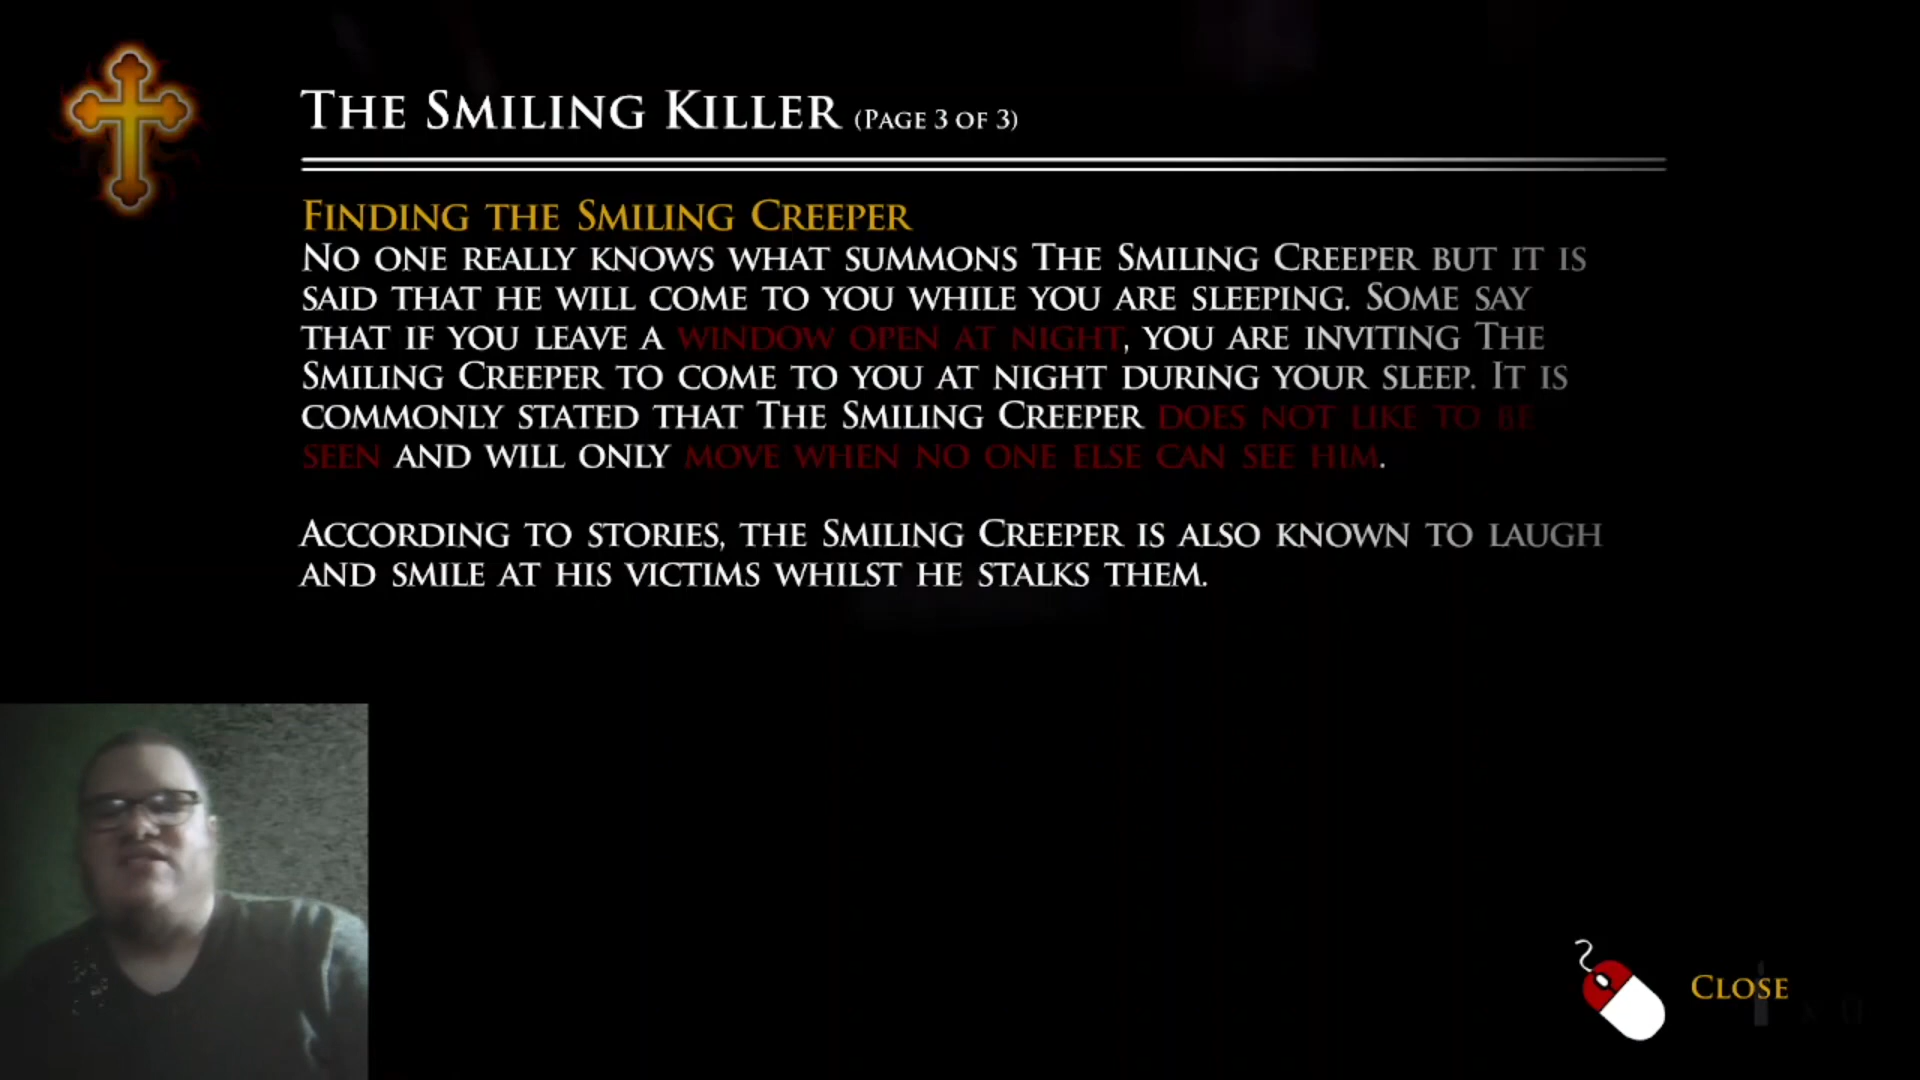 The Smiling Killer (Page 3 of 3)
Finding the Smiling Creeper
No one really knows what summons The Smiling Creeper but it is
said that he will come to you while you are sleeping. Some say
that if you leave a window open at night, you are inviting The
Smiling Creeper to come to you at night during your sleep. It is
commonly stated that The Smiling Creeper does not like to be
seen and will only move when no one else can see him.
According to stories, the Smiling Creeper is also known to laugh
and smile at his victims whilst he stalks them.
Close